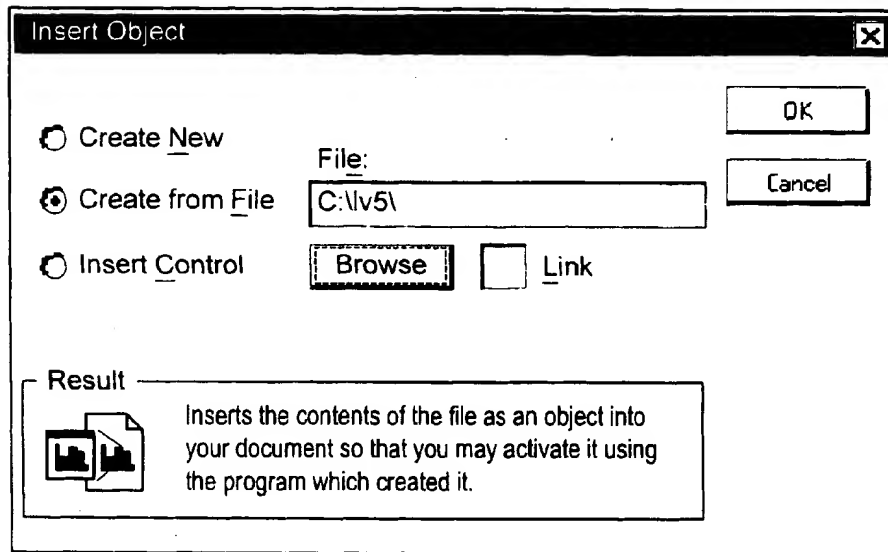 Insert Object
OK
Create New
File:
Create from File
C:\lv5\
Cancel
Insert Control
Browse
Link
Result
Inserts the contents of the file as an object into
your document so that you may activate it using
the program which created it.